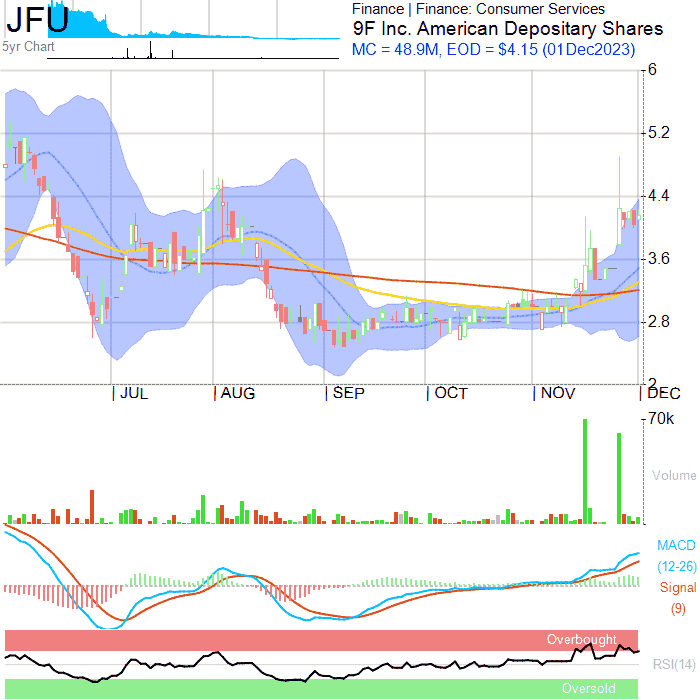 JFU
5yr Chart
Finance | Finance: Consumer Services
9F Inc. American Depositary Shares
MC = 48.9M, EOD = $4.15 (01Dec2023)
6
5.2
4.4
3.6
2.8
2
JUL AUG SEP OCT NOV DEC
70k
Volume
MACD
(12-26)
Signal
(9)
Overbought
RSI(14)
Oversold